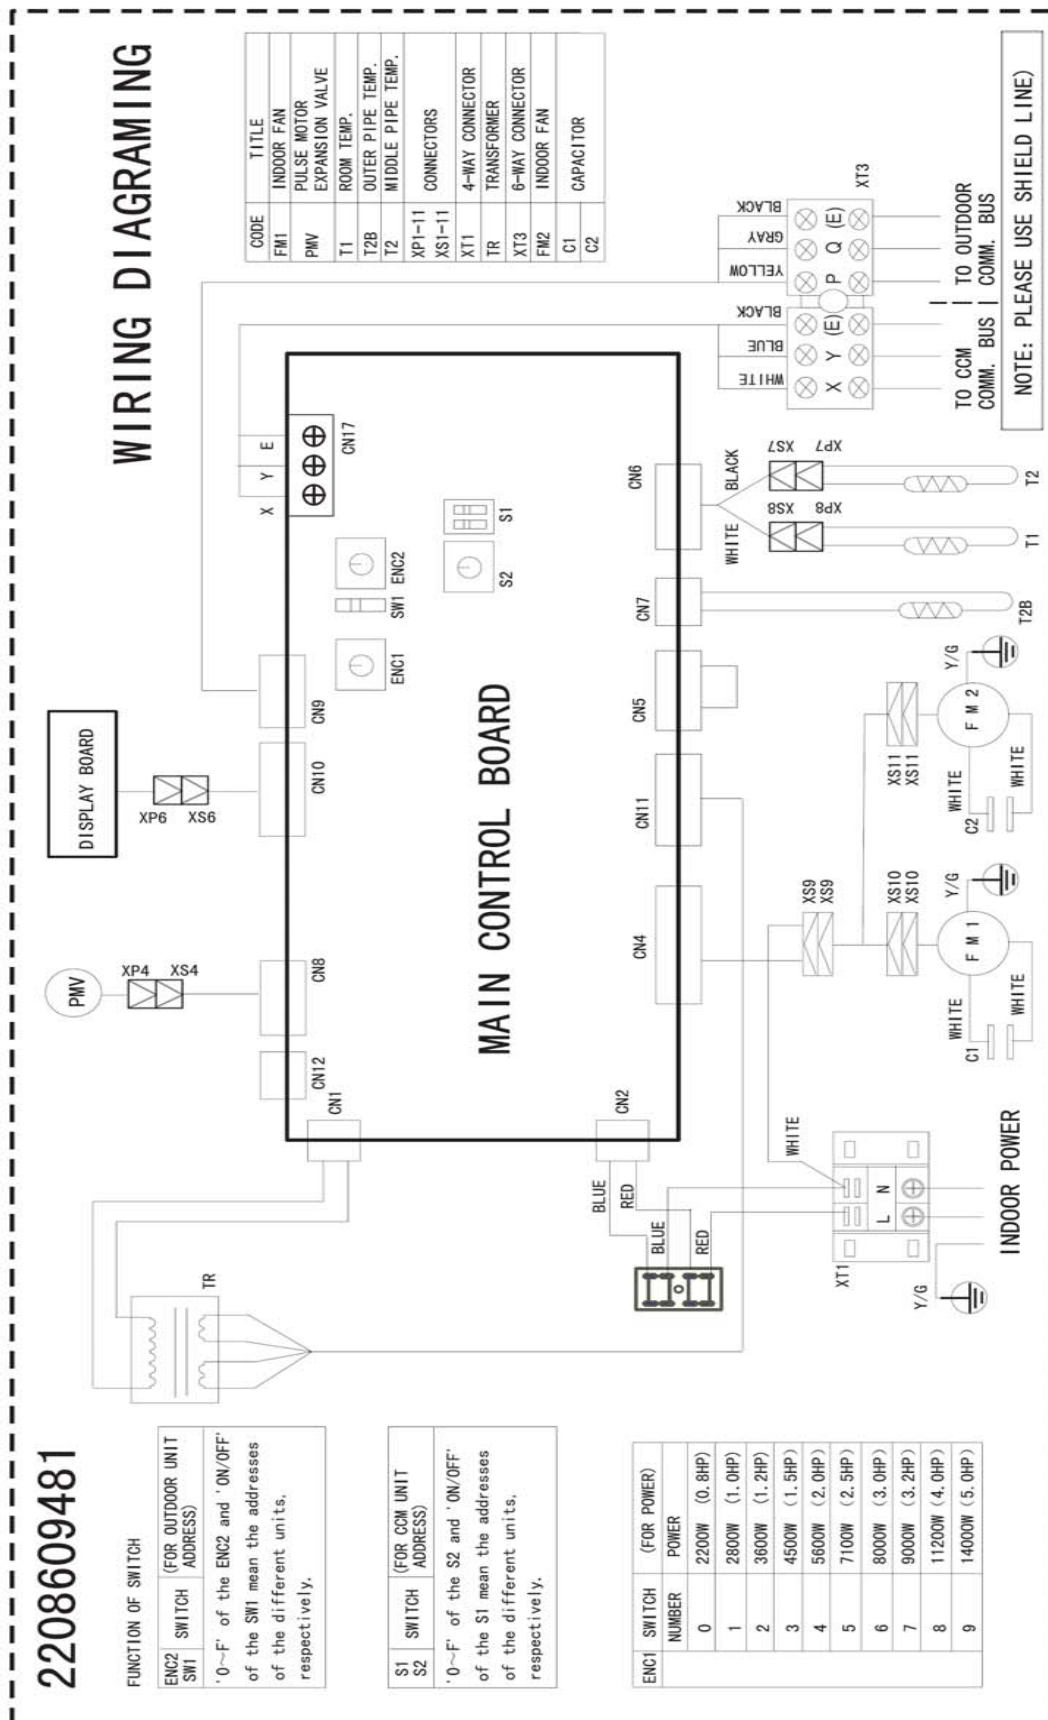 WIRING DIAGRAMING
CODE TITLE
FM1 INDOOR FAN
PMV PULSE MOTOR
EXPANSION VALVE
T1 ROOM TEMP.
T2B OUTER PIPE TEMP.
T2 MIDDLE PIPE TEMP.
XP1-11
XS1-11
CONNECTORS
XT1 4-WAY CONNECTOR
TR TRANSFORMER
XT3 6-WAY CONNECTOR
FM2 INDOOR FAN
C1
C2
CAPACITOR
2208609481
FUNCTION OF SWITCH
ENC2
SW1
SWITCH
(FOR OUTDOOR UNIT
ADDRESS)
'0~F' of the ENC2 and 'ON/OFF'
of the SW1 mean the addresses
of the different units,
respectively.
S1
S2
SWITCH
(FOR CCM UNIT
ADDRESS)
'0~F' of the S2 and 'ON/OFF'
of the S1 mean the addresses
of the different units,
respectively.
ENC1 SWITCH (FOR POWER)
NUMBER POWER
0 2200W (0.8HP)
1 2800W (1.0HP)
2 3600W (1.2HP)
3 4500W (1.5HP)
4 5600W (2.0HP)
5 7100W (2.5HP)
6 8000W (3.0HP)
7 9000W (3.2HP)
8 11200W (4.0HP)
9 14000W (5.0HP)
TR
PMV
XP4 XS4
DISPLAY BOARD
XP6 XS6
CN12
CN8
CN10
CN9
CN1
CN2
X Y E
CN17
ENC1
SW1
ENC2
S2
S1
MAIN CONTROL BOARD
CN4
CN11
CN5
CN7
CN6
BLUE
RED
BLUE
RED
WHITE
XT1
L N
Y/G
INDOOR POWER
XS9
XS9
XS10
XS10
XS11
XS11
FM1
Y/G
WHITE
WHITE
C1
FM2
Y/G
WHITE
WHITE
C2
T2B
WHITE
BLACK
XS8
XP8
XS7
XP7
T1
T2
WHITE
BLUE
BLACK
YELLOW
GRAY
BLACK
X Y (E) P Q (E)
XT3
TO CCM
COMM. BUS
TO OUTDOOR
COMM. BUS
NOTE: PLEASE USE SHIELD LINE)